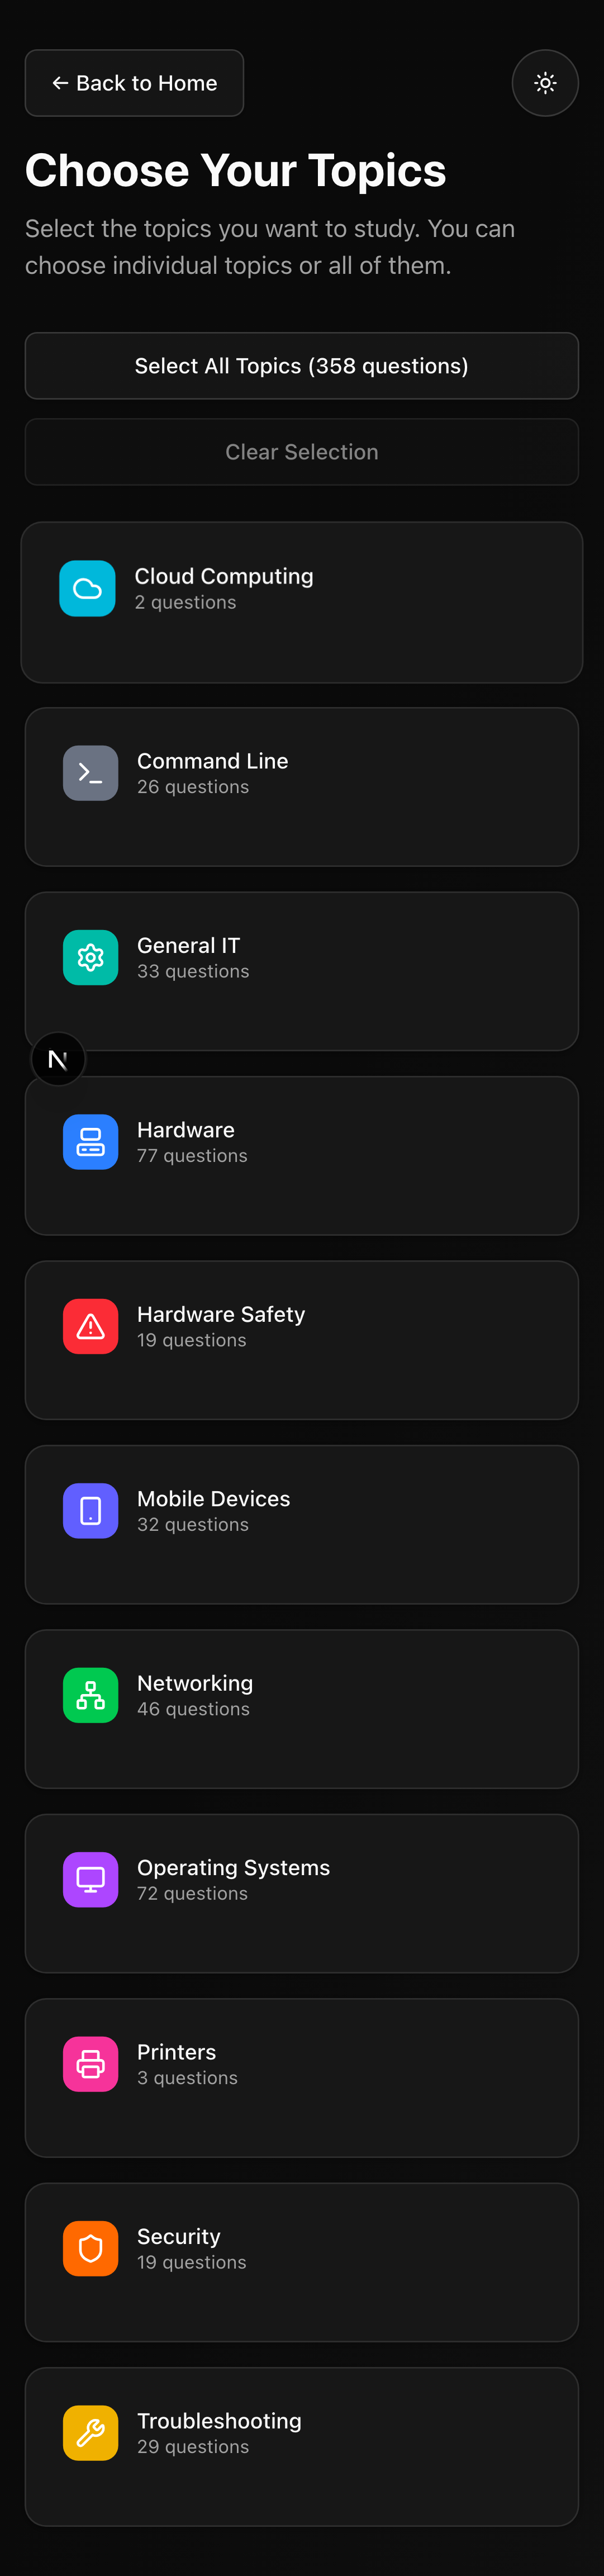 ← Back to Home
Choose Your Topics
Select the topics you want to study. You can
choose individual topics or all of them.
Select All Topics (358 questions)
Clear Selection
Cloud Computing
2 questions
Command Line
26 questions
General IT
33 questions
N
Hardware
77 questions
Hardware Safety
19 questions
Mobile Devices
32 questions
Networking
46 questions
Operating Systems
72 questions
Printers
3 questions
Security
19 questions
Troubleshooting
29 questions